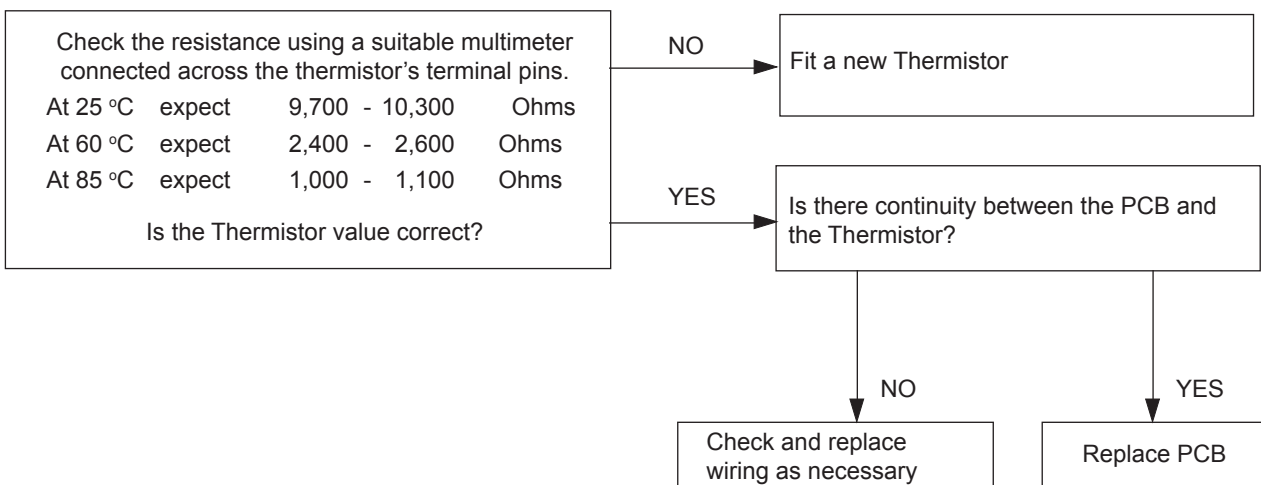 Check the resistance using a suitable multimeter
connected across the thermistor's terminal pins.
At 25 °C expect 9,700 - 10,300 Ohms
At 60 °C expect 2,400 - 2,600 Ohms
At 85 °C expect 1,000 - 1,100 Ohms
Is the Thermistor value correct?
NO
Fit a new Thermistor
YES
Is there continuity between the PCB and
the Thermistor?
NO
Check and replace
wiring as necessary
YES
Replace PCB